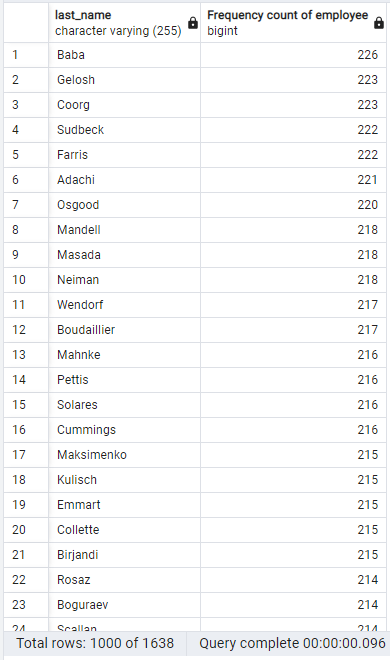 last_name Frequency count of employee
character varying (255) bigint
1 Baba 226
2 Gelosh 223
3 Coorg 223
4 Sudbeck 222
5 Farris 222
6 Adachi 221
7 Osgood 220
8 Mandell 218
9 Masada 218
10 Neiman 218
11 Wendorf 217
12 Boudaillier 217
13 Mahnke 216
14 Pettis 216
15 Solares 216
16 Cummings 216
17 Maksimenko 215
18 Kulisch 215
19 Emmart 215
20 Collette 215
21 Birjandi 215
22 Rosaz 214
23 Boguraev 214
24 Scallan 214
Total rows: 1000 of 1638 Query complete 00:00:00.096